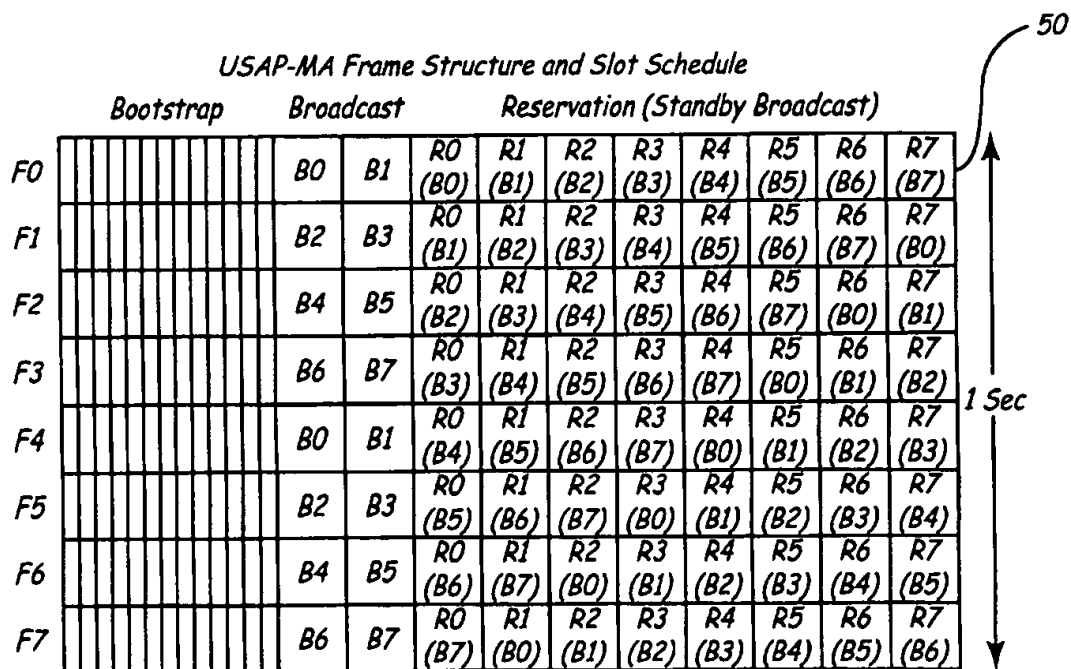 50
USAP-MA Frame Structure and Slot Schedule
Bootstrap Broadcast Reservation (Standby Broadcast)
F0 B0 B1 R0 R1 R2 R3 R4 R5 R6 R7
(B0) (B1) (B2) (B3) (B4) (B5) (B6) (B7)
F1 B2 B3 R0 R1 R2 R3 R4 R5 R6 R7
(B1) (B2) (B3) (B4) (B5) (B6) (B7) (B0)
F2 B4 B5 R0 R1 R2 R3 R4 R5 R6 R7
(B2) (B3) (B4) (B5) (B6) (B7) (B0) (B1)
F3 B6 B7 R0 R1 R2 R3 R4 R5 R6 R7
(B3) (B4) (B5) (B6) (B7) (B0) (B1) (B2)
1 Sec
F4 B0 B1 R0 R1 R2 R3 R4 R5 R6 R7
(B4) (B5) (B6) (B7) (B0) (B1) (B2) (B3)
F5 B2 B3 R0 R1 R2 R3 R4 R5 R6 R7
(B5) (B6) (B7) (B0) (B1) (B2) (B3) (B4)
F6 B4 B5 R0 R1 R2 R3 R4 R5 R6 R7
(B6) (B7) (B0) (B1) (B2) (B3) (B4) (B5)
F7 B6 B7 R0 R1 R2 R3 R4 R5 R6 R7
(B7) (B0) (B1) (B2) (B3) (B4) (B5) (B6)